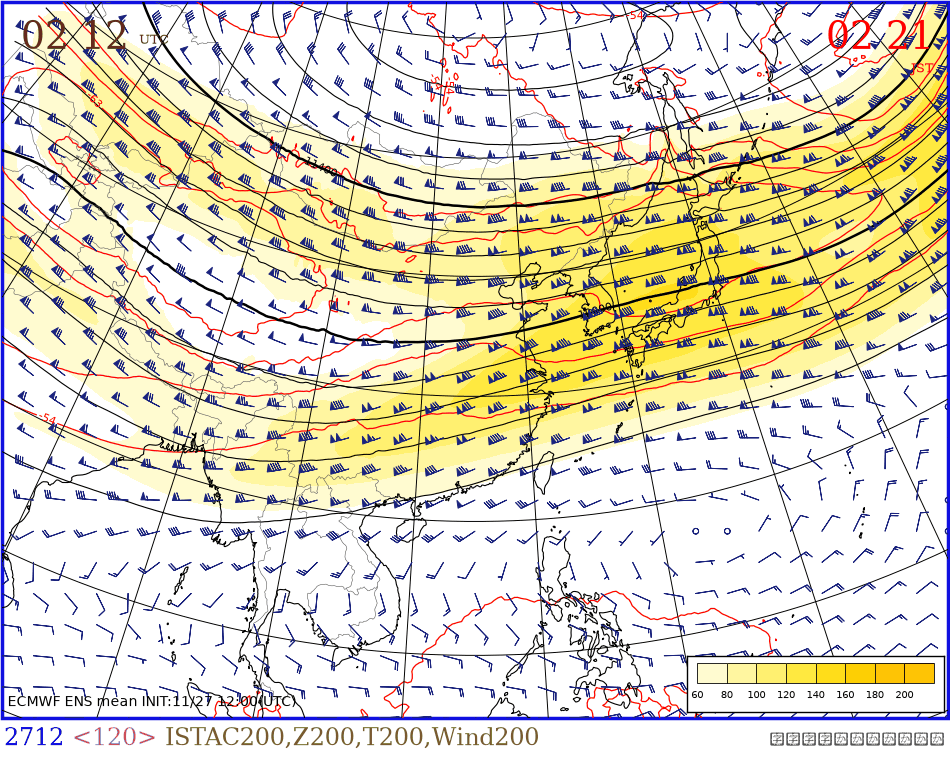 02 12 UTC
02 21 JST
-54
-63
11400
-54
60 80 100 120 140 160 180 200
ECMWF ENS mean INIT:11/27 12:00(UTC)
2712 <120> ISTAC200,Z200,T200,Wind200